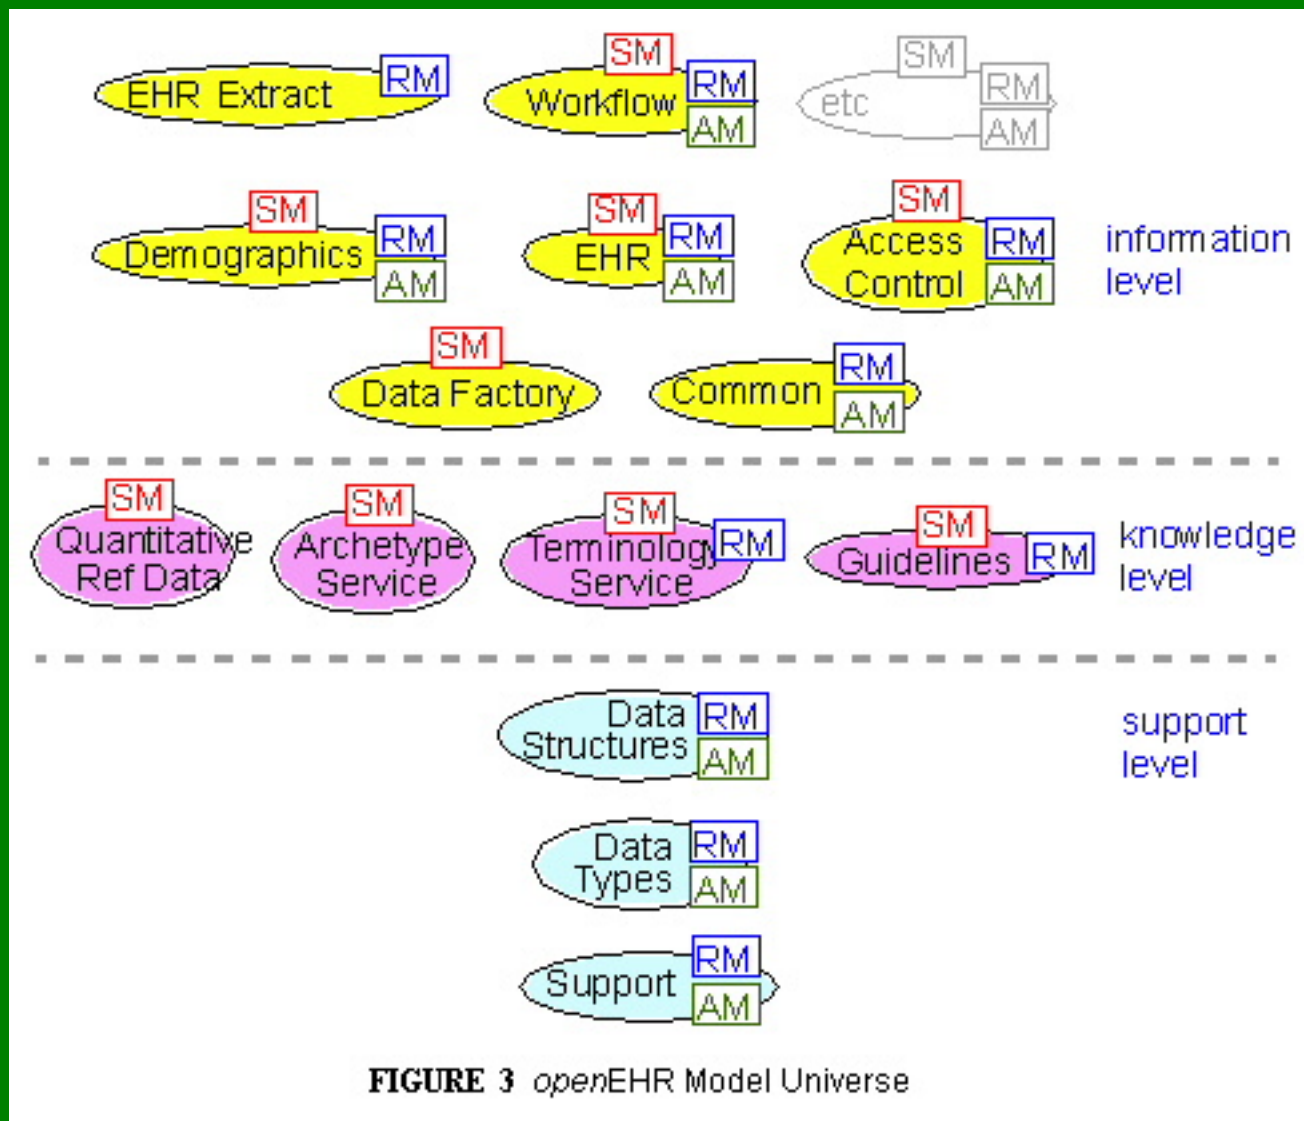 SM SM
EHR Extract RM Workflow RM etc RM
AM AM
SM SM SM
Demographics RM EHR RM Access Control RM information level
AM AM AM
SM
Data Factory Common RM
AM
SM SM SM SM
Quantitative Ref Data Archetype Service Terminology Service RM Guidelines RM knowledge level
Data RM support
Structures AM level
Data RM
Types AM
Support RM
AM
FIGURE 3 openEHR Model Universe